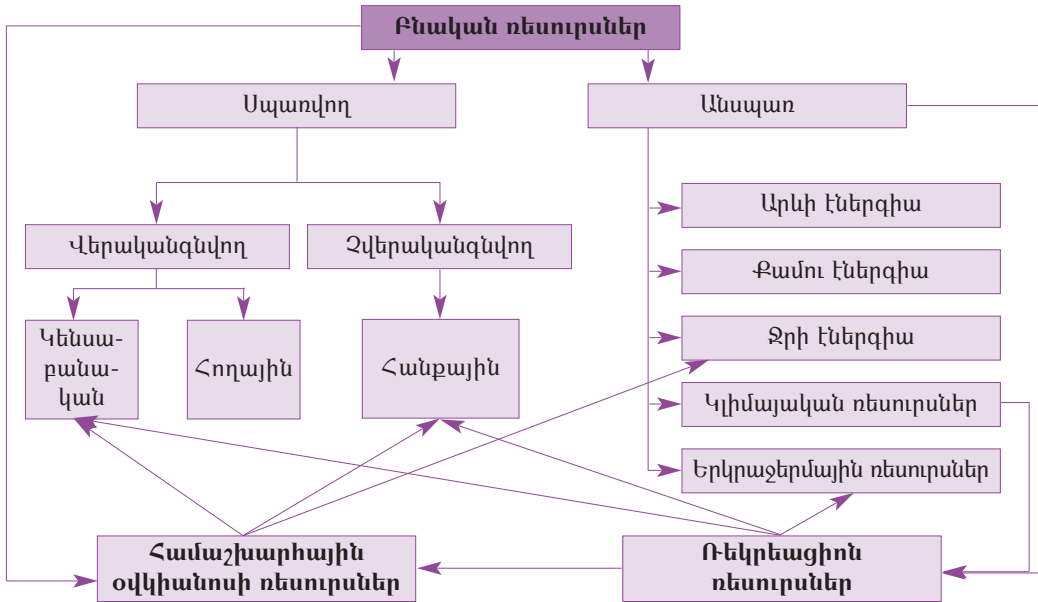 Բնական ռեսուրսներ
Սպառվող
Անսպառ
Վերականգնվող
Չվերականգնվող
Կենսա-
բանա-
կան
Հողային
Հանքային
Արևի էներգիա
Քամու էներգիա
Ջրի էներգիա
Կլիմայական ռեսուրսներ
Երկրաջերմային ռեսուրսներ
Համաշխարհային
օվկիանոսի ռեսուրսներ
Ռեկրեացիոն
ռեսուրսներ